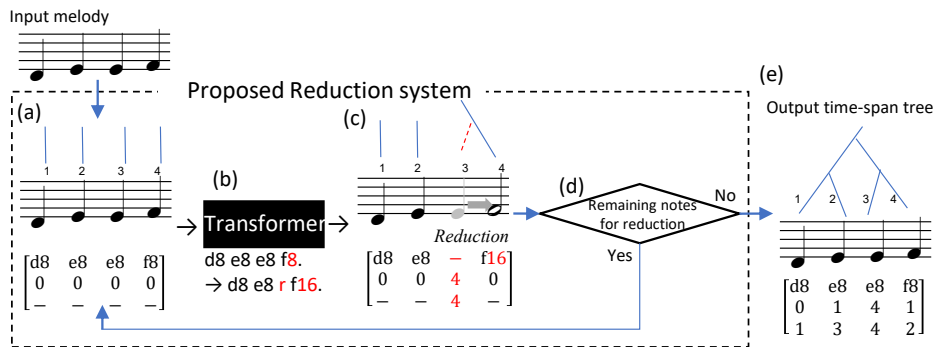 Input melody
Proposed Reduction system
(a)
1 2 3 4
d8 e8 e8 f8
0 0 0 0
— — — —
(b)
Transformer
d8 e8 e8 f8.
→ d8 e8 r f16.
(c)
1 2 3 4
Reduction
d8 e8 — f16
0 0 4 0
— — 4 —
(d)
Remaining notes
for reduction
No
Yes
(e)
Output time-span tree
1 2 3 4
d8 e8 e8 f8
0 1 4 1
1 3 4 2